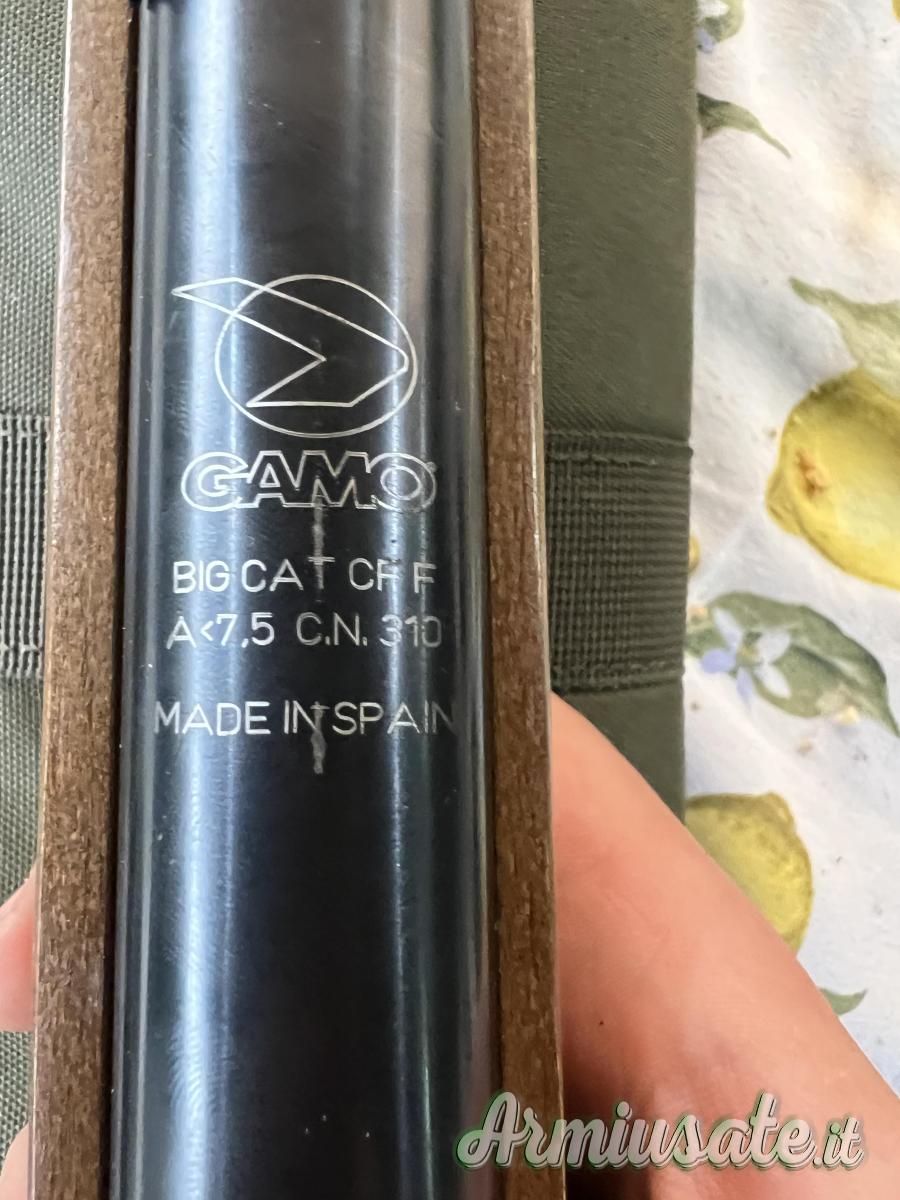 GAMO
BIG CAT CF F
A<7,5 C.N. 310
MADE IN SPAIN
Armiusate.it